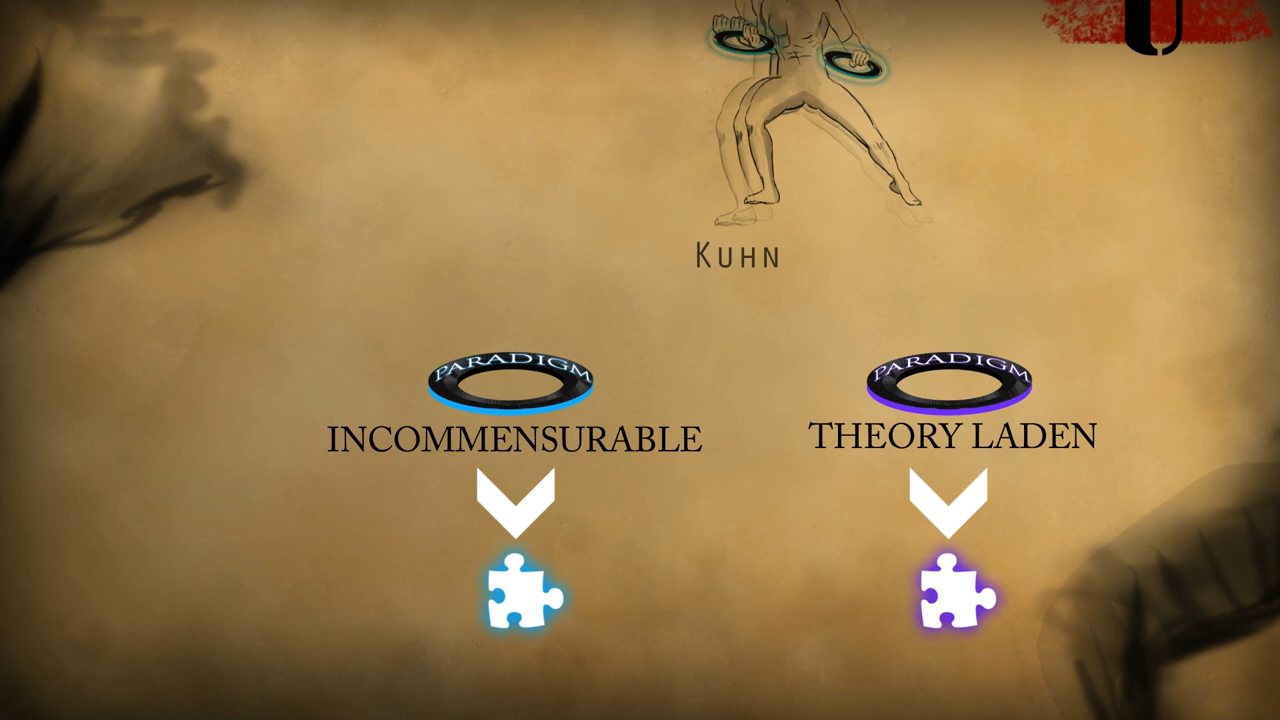 KUHN
PARADIGM
PARADIGM
INCOMMENSURABLE
THEORY LADEN